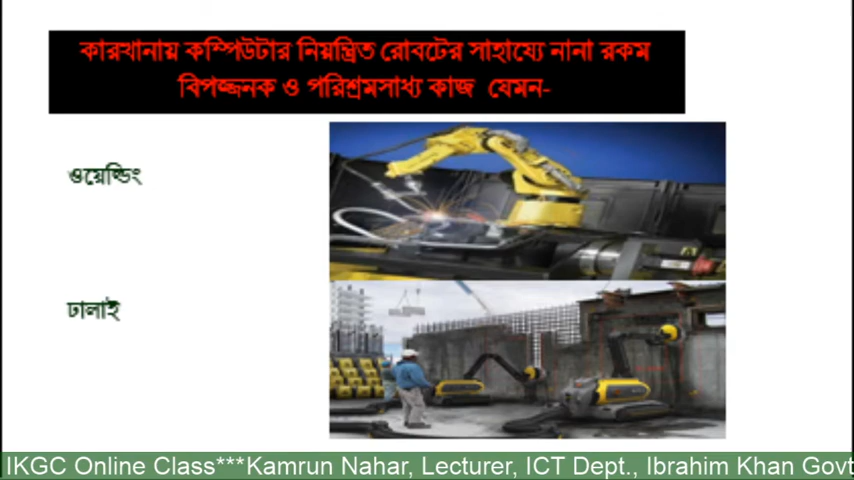 কারখানায় কম্পিউটার নিয়ন্ত্রিত রোবটের সাহায্যে নানা রকম
বিপজ্জনক ও পরিশ্রমসাধ্য কাজ যেমন-
ওয়েল্ডিং
ঢালাই
IKGC Online Class***Kamrun Nahar, Lecturer, ICT Dept., Ibrahim Khan Govt